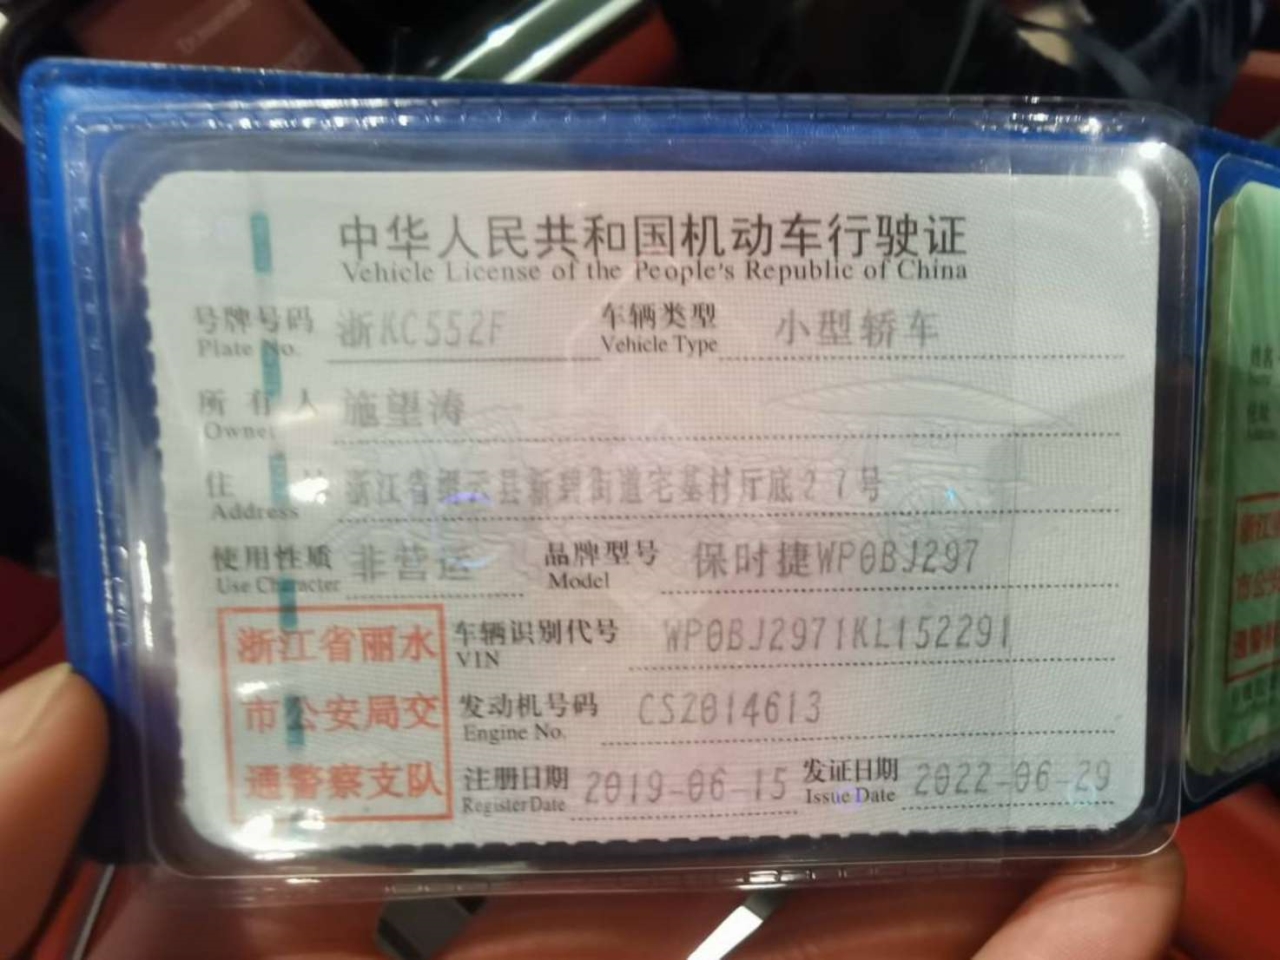 中华人民共和国机动车行驶证
Vehicle License of the People's Republic of China
号牌号码 浙KC552F 车辆类型 小型轿车
Plate No. Vehicle Type
所有人 施望涛
Owner
住址 浙江省缙云县新碧街道宅基村厅底27号
Address
使用性质 非营运 品牌型号 保时捷WP0BJ297
Use Character Model
浙江省丽水 车辆识别代号 WP0BJ2971KL152291
VIN
市公安局交 发动机号码 CSZ014613
Engine No.
通警察支队 注册日期 2019-06-15 发证日期 2022-06-29
Register Date Issue Date